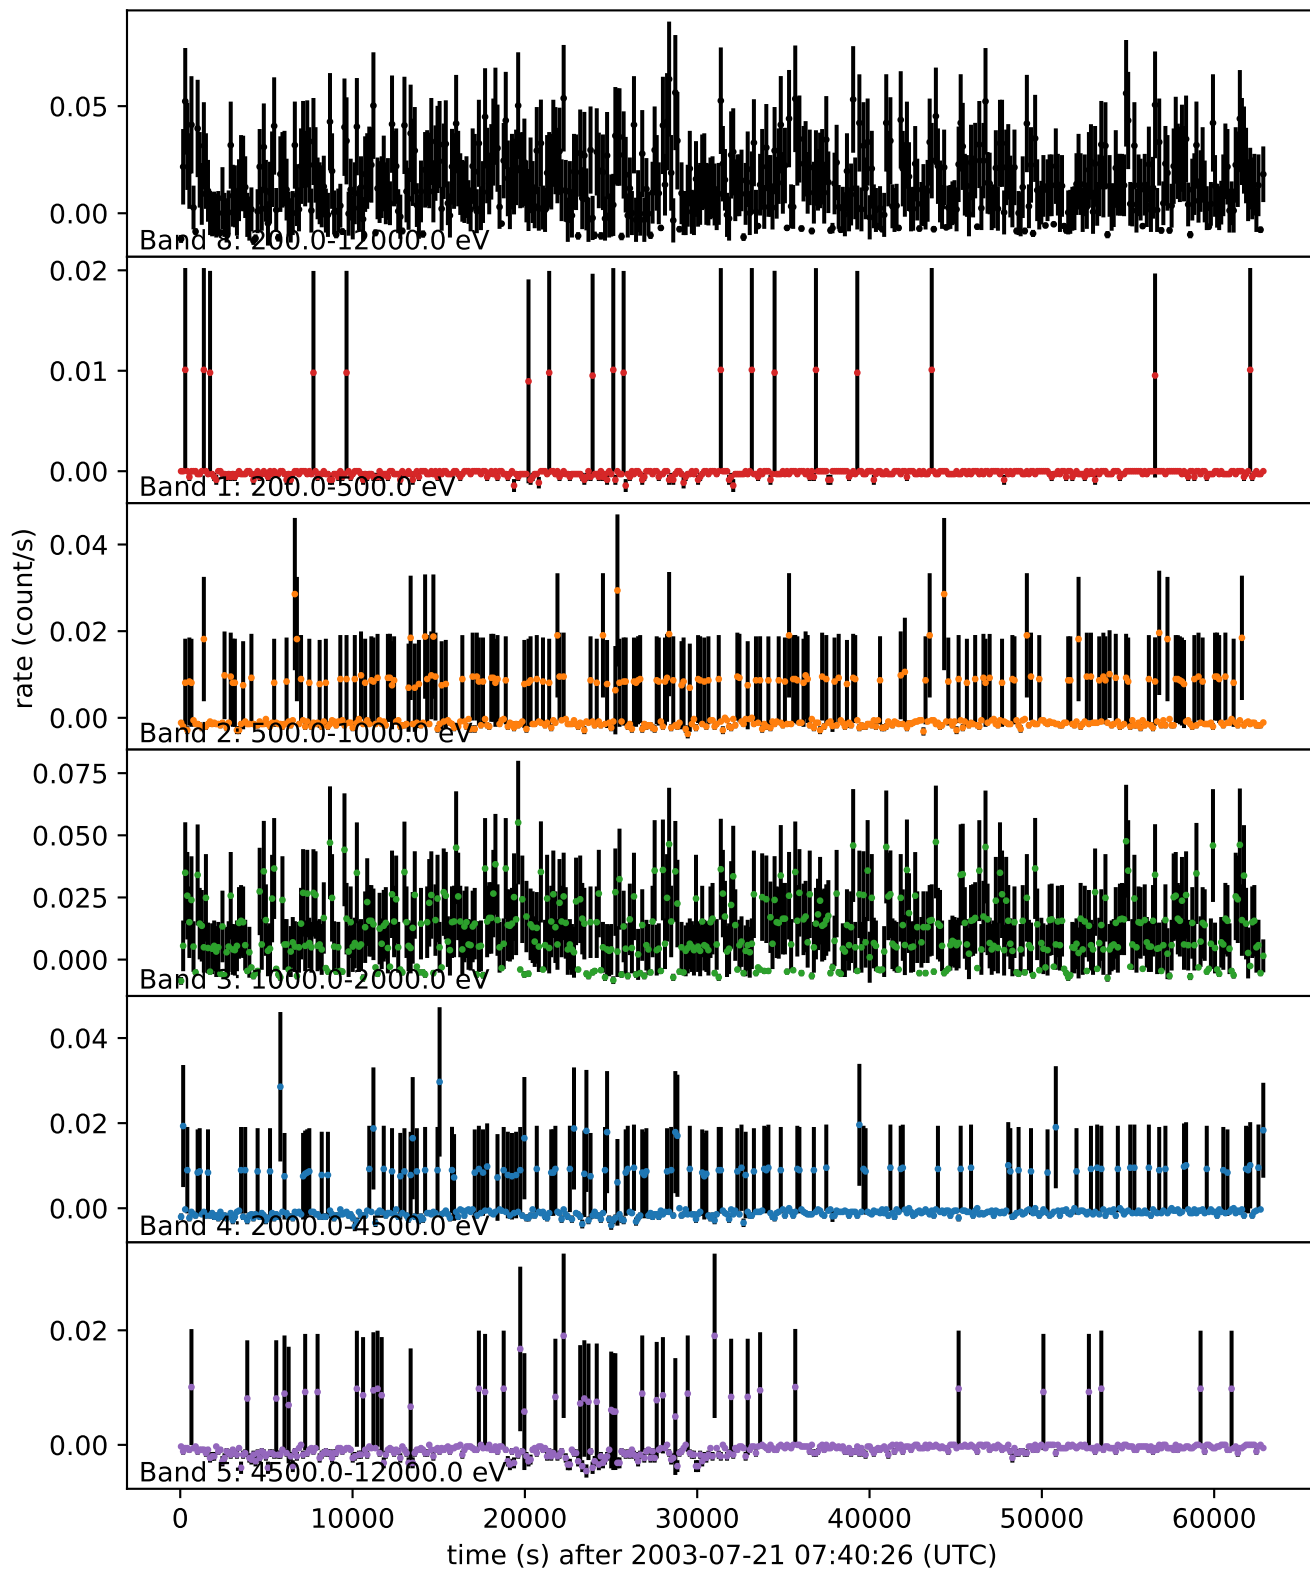 0.05
0.00
Band 8: 200.0-12000.0 eV
0.02
0.01
0.00
Band 1: 200.0-500.0 eV
0.04
0.02
0.00
Band 2: 500.0-1000.0 eV
rate (count/s)
0.075
0.050
0.025
0.000
Band 3: 1000.0-2000.0 eV
0.04
0.02
0.00
Band 4: 2000.0-4500.0 eV
0.02
0.00
Band 5: 4500.0-12000.0 eV
0 10000 20000 30000 40000 50000 60000
time (s) after 2003-07-21 07:40:26 (UTC)